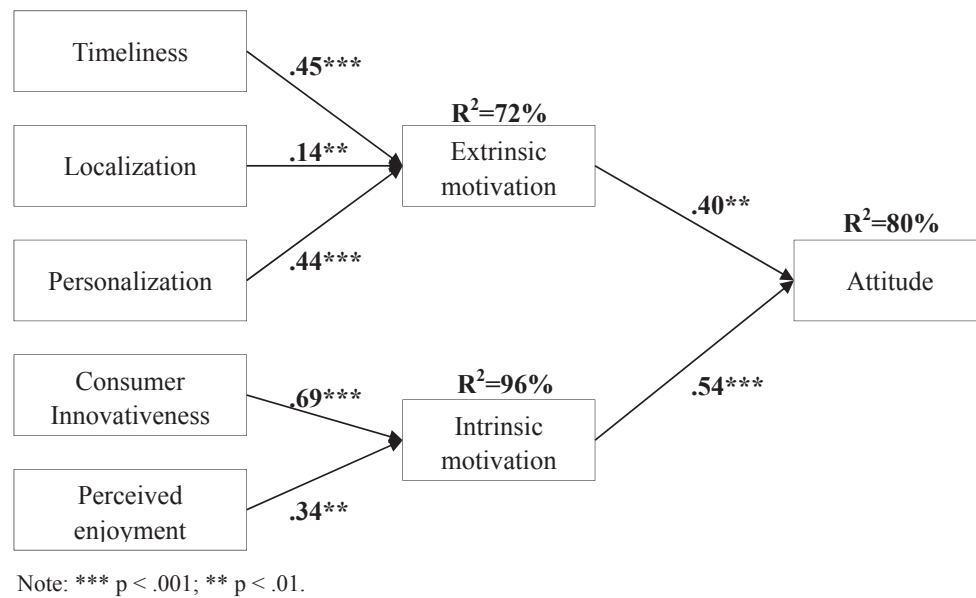 Timeliness
.45***
R²=72%
Localization
.14**
Extrinsic
motivation
.40**
R²=80%
Personalization
.44***
Attitude
Consumer
Innovativeness
.69***
R²=96%
Intrinsic
motivation
.54***
Perceived
enjoyment
.34**
Note: *** p < .001; ** p < .01.